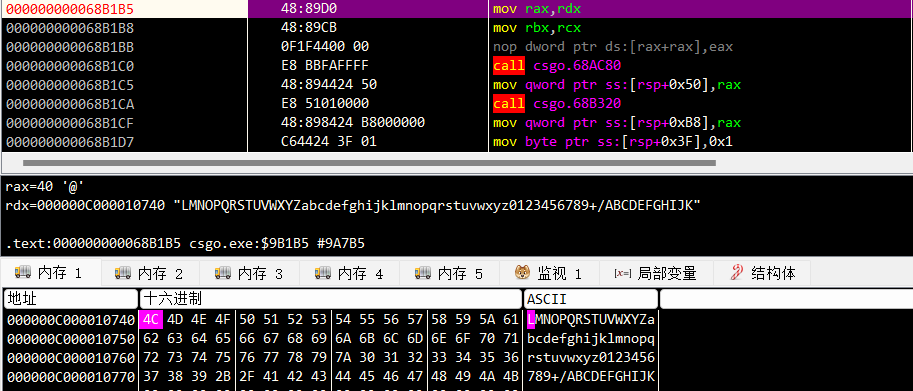 000000000068B1B5 48:89D0 mov rax,rdx
000000000068B1B8 48:89CB mov rbx,rcx
000000000068B1BB 0F1F4400 00 nop dword ptr ds:[rax+rax],eax
000000000068B1C0 E8 BBFAFFFF call csgo.68AC80
000000000068B1C5 48:894424 50 mov qword ptr ss:[rsp+0x50],rax
000000000068B1CA E8 51010000 call csgo.68B320
000000000068B1CF 48:898424 B8000000 mov qword ptr ss:[rsp+0xB8],rax
000000000068B1D7 C64424 3F 01 mov byte ptr ss:[rsp+0x3F],0x1
rax=40 '@'
rdx=000000C000010740 "LMNOPQRSTUVWXYZabcdefghijklmnopqrstuvwxyz0123456789+/ABCDEFGHIJK"
.text:000000000068B1B5 csgo.exe:$9B1B5 #9A7B5
内存 1 内存 2 内存 3 内存 4 内存 5 监视 1 [x=] 局部变量 结构体
地址 十六进制 ASCII
000000C000010740 4C 4D 4E 4F 50 51 52 53 54 55 56 57 58 59 5A 61 LMNOPQRSTUVWXYZa
000000C000010750 62 63 64 65 66 67 68 69 6A 6B 6C 6D 6E 6F 70 71 bcdefghijklmnopq
000000C000010760 72 73 74 75 76 77 78 79 7A 30 31 32 33 34 35 36 rstuvwxyz0123456
000000C000010770 37 38 39 2B 2F 41 42 43 44 45 46 47 48 49 4A 4B 789+/ABCDEFGHIJK